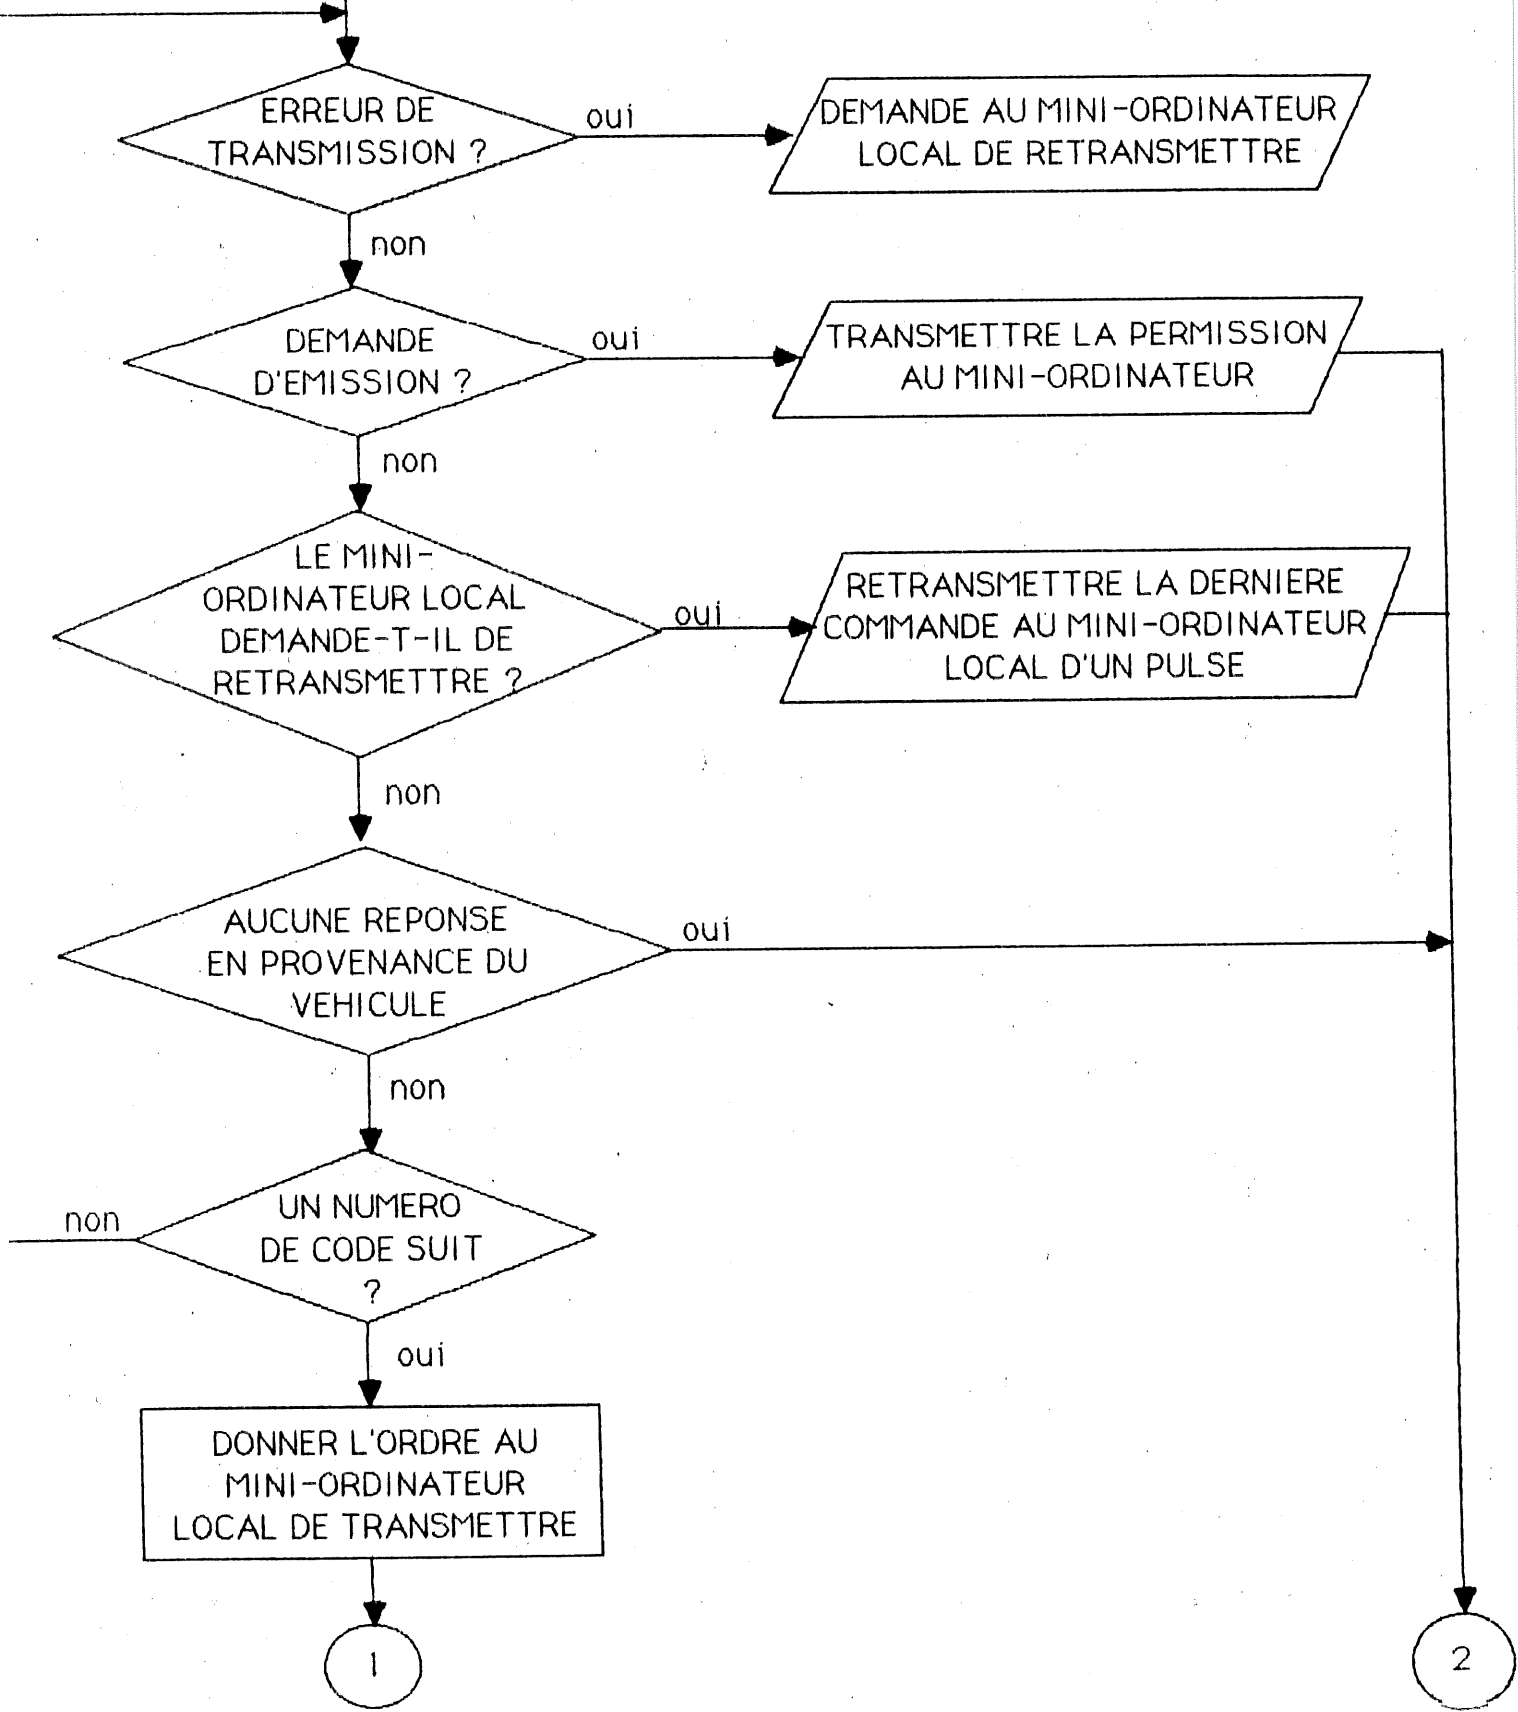 ERREUR DE
TRANSMISSION ?
oui
DEMANDE AU MINI-ORDINATEUR
LOCAL DE RETRANSMETTRE
non
DEMANDE
D'EMISSION ?
oui
TRANSMETTRE LA PERMISSION
AU MINI-ORDINATEUR
non
LE MINI-
ORDINATEUR LOCAL
DEMANDE-T-IL DE
RETRANSMETTRE ?
oui
RETRANSMETTRE LA DERNIERE
COMMANDE AU MINI-ORDINATEUR
LOCAL D'UN PULSE
non
AUCUNE REPONSE
EN PROVENANCE DU
VEHICULE
oui
non
UN NUMERO
DE CODE SUIT
?
non
oui
DONNER L'ORDRE AU
MINI-ORDINATEUR
LOCAL DE TRANSMETTRE
1
2